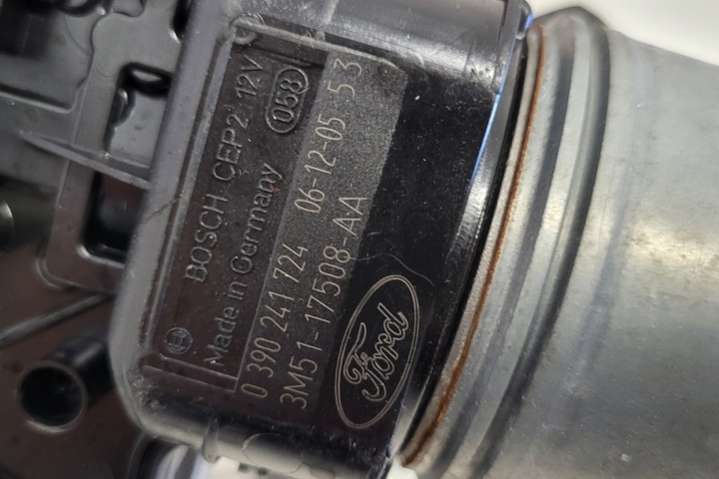 BOSCH CEP2 12V
Made in Germany 058
0 390 241 724 06-12-05 53
3M51-17508-AA
Ford